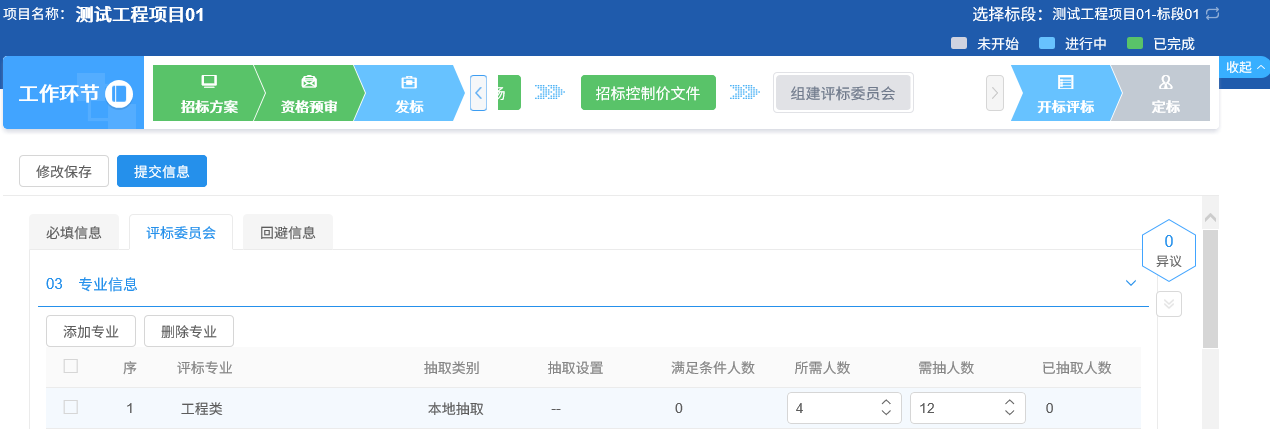 项目名称： 测试工程项目01
选择标段：测试工程项目01-标段01
未开始 进行中 已完成
工作环节
招标方案
资格预审
发标
场
招标控制价文件
组建评标委员会
开标评标
定标
收起
修改保存 提交信息
必填信息 评标委员会 回避信息
0
异议
03 专业信息
添加专业 删除专业
序 评标专业 抽取类别 抽取设置 满足条件人数 所需人数 需抽人数 已抽取人数
1 工程类 本地抽取 -- 0 4 12 0